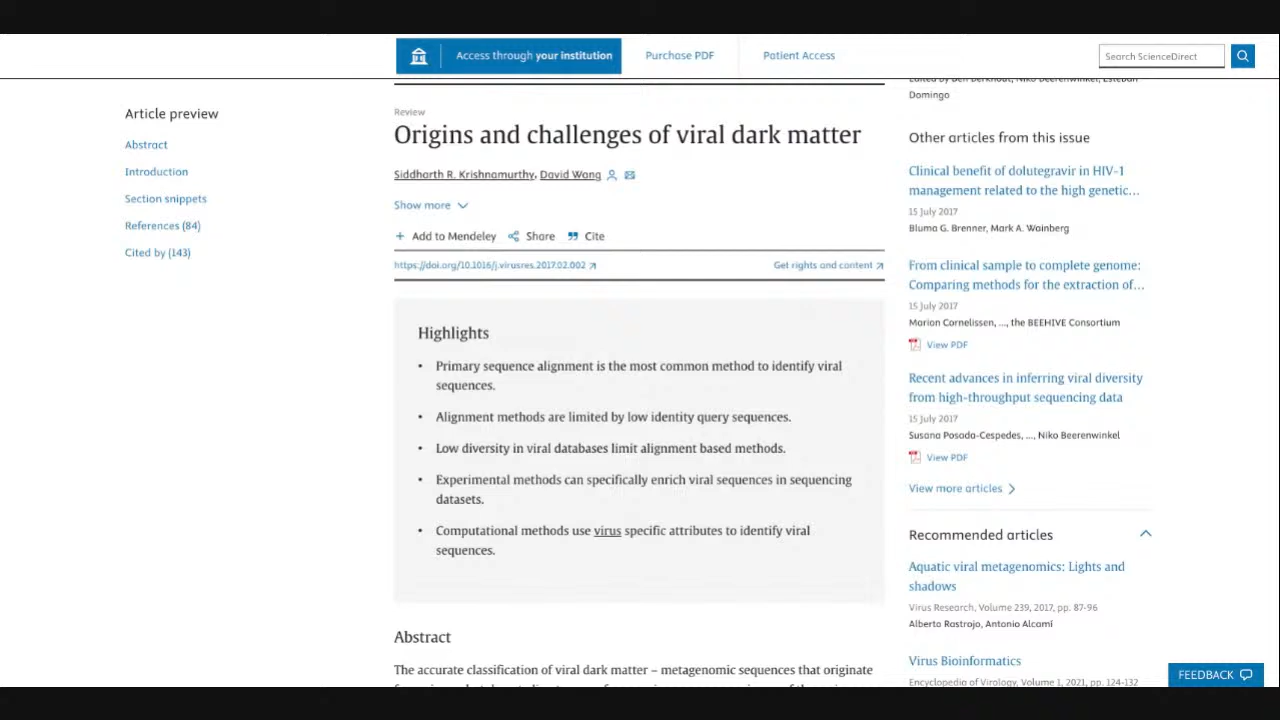 Access through your institution
Purchase PDF
Patient Access
Search ScienceDirect
Article preview
Abstract
Introduction
Section snippets
References (84)
Cited by (143)
Review
Origins and challenges of viral dark matter
Siddharth R. Krishnamurthy, David Wang
Show more
Add to Mendeley
Share
Cite
https://doi.org/10.1016/j.virusres.2017.02.002
Get rights and content
Highlights
• Primary sequence alignment is the most common method to identify viral
sequences.
• Alignment methods are limited by low identity query sequences.
• Low diversity in viral databases limit alignment based methods.
• Experimental methods can specifically enrich viral sequences in sequencing
datasets.
• Computational methods use virus specific attributes to identify viral
sequences.
Abstract
The accurate classification of viral dark matter – metagenomic sequences that originate
Edited by Ben Berkhout, Niko Beerenwinkel, Esteban
Domingo
Other articles from this issue
Clinical benefit of dolutegravir in HIV-1
management related to the high genetic…
15 July 2017
Bluma G. Brenner, Mark A. Wainberg
From clinical sample to complete genome:
Comparing methods for the extraction of…
15 July 2017
Marion Cornelissen, …, the BEEHIVE Consortium
View PDF
Recent advances in inferring viral diversity
from high-throughput sequencing data
15 July 2017
Susana Posada-Cespedes, …, Niko Beerenwinkel
View PDF
View more articles
Recommended articles
Aquatic viral metagenomics: Lights and
shadows
Virus Research, Volume 239, 2017, pp. 87-96
Alberto Rastrojo, Antonio Alcamí
Virus Bioinformatics
Encyclopedia of Virology, Volume 1, 2021, pp. 124-132
FEEDBACK